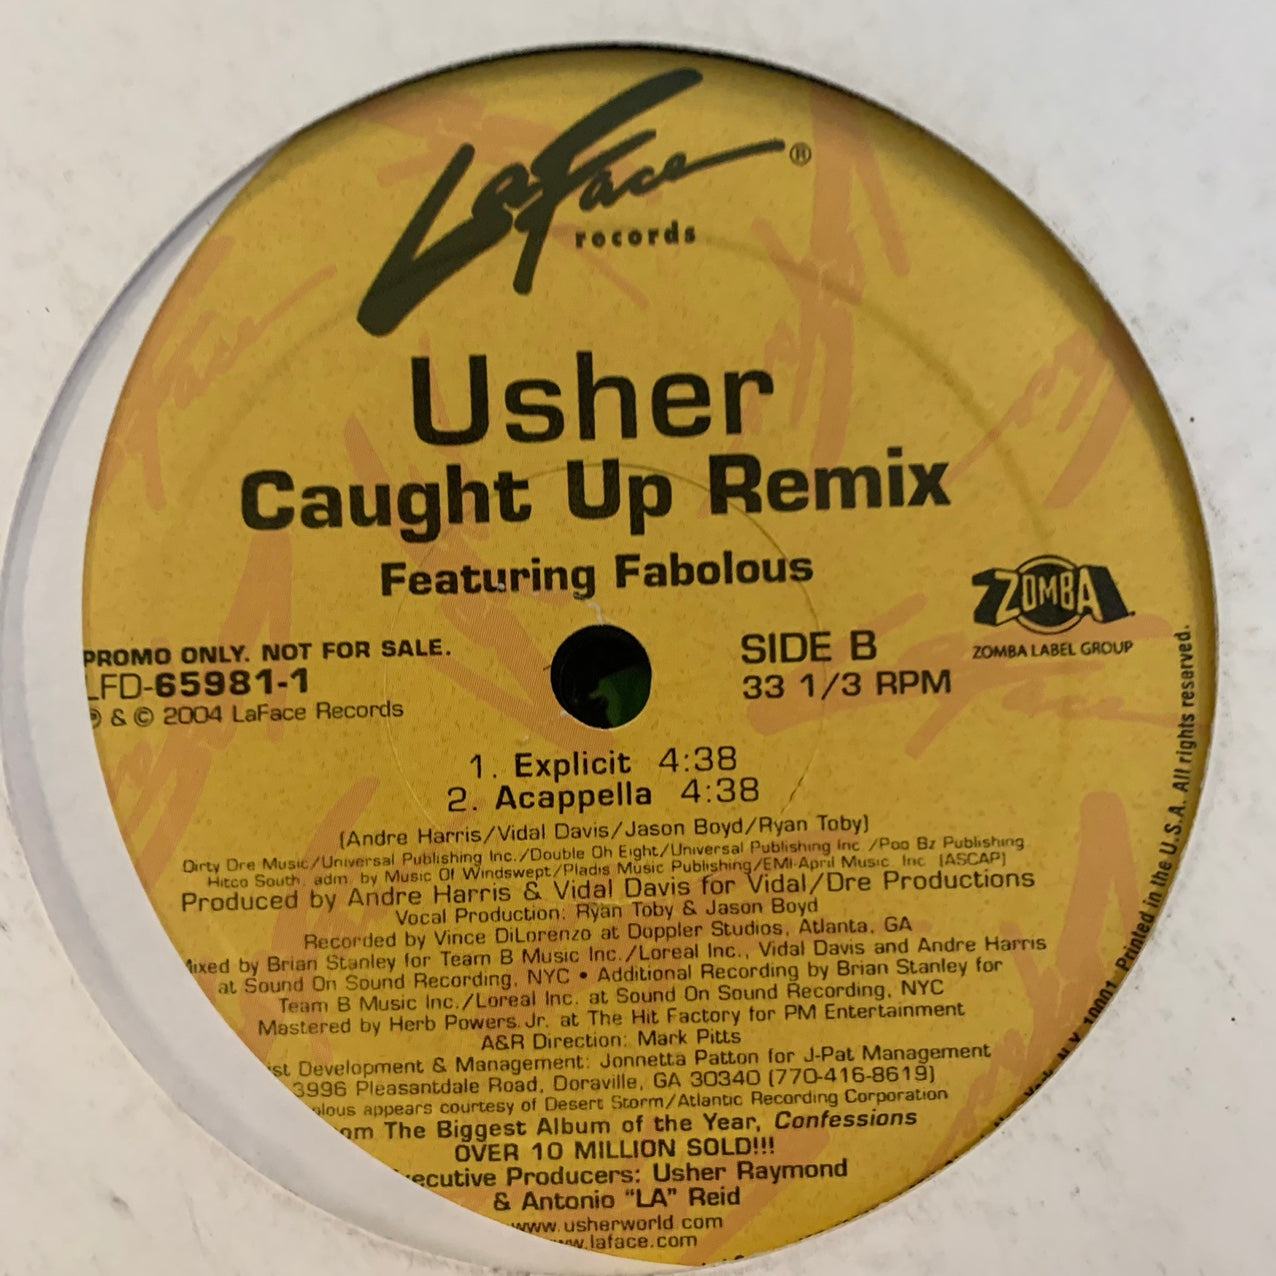 LaFace ®
records
Usher
Caught Up Remix
Featuring Fabolous
PROMO ONLY. NOT FOR SALE.
LFD-65981-1
℗ & © 2004 LaFace Records
SIDE B
33 1/3 RPM
ZOMBA
ZOMBA LABEL GROUP
1. Explicit 4:38
2. Acappella 4:38
(Andre Harris/Vidal Davis/Jason Boyd/Ryan Toby)
Dirty Dre Music/Universal Publishing Inc./Double Oh Eight/Universal Publishing Inc /Poo Bz Publishing
Hitco South, adm. by Music Of Windswept/Pladis Music Publishing/EMI-April Music, Inc. (ASCAP)
Produced by Andre Harris & Vidal Davis for Vidal/Dre Productions
Vocal Production: Ryan Toby & Jason Boyd
Recorded by Vince DiLorenzo at Doppler Studios, Atlanta, GA
Mixed by Brian Stanley for Team B Music Inc./Loreal Inc., Vidal Davis and Andre Harris
at Sound On Sound Recording, NYC • Additional Recording by Brian Stanley for
Team B Music Inc./Loreal Inc. at Sound On Sound Recording, NYC
Mastered by Herb Powers, Jr. at The Hit Factory for PM Entertainment
A&R Direction: Mark Pitts
ist Development & Management: Jonnetta Patton for J-Pat Management
3996 Pleasantdale Road, Doraville, GA 30340 (770-416-8619)
olous appears courtesy of Desert Storm/Atlantic Recording Corporation
om The Biggest Album of the Year, Confessions
OVER 10 MILLION SOLD!!!
ecutive Producers: Usher Raymond
& Antonio "LA" Reid
www.usherworld.com
ww.laface.com
10001. Printed in the U.S.A. All rights reserved.